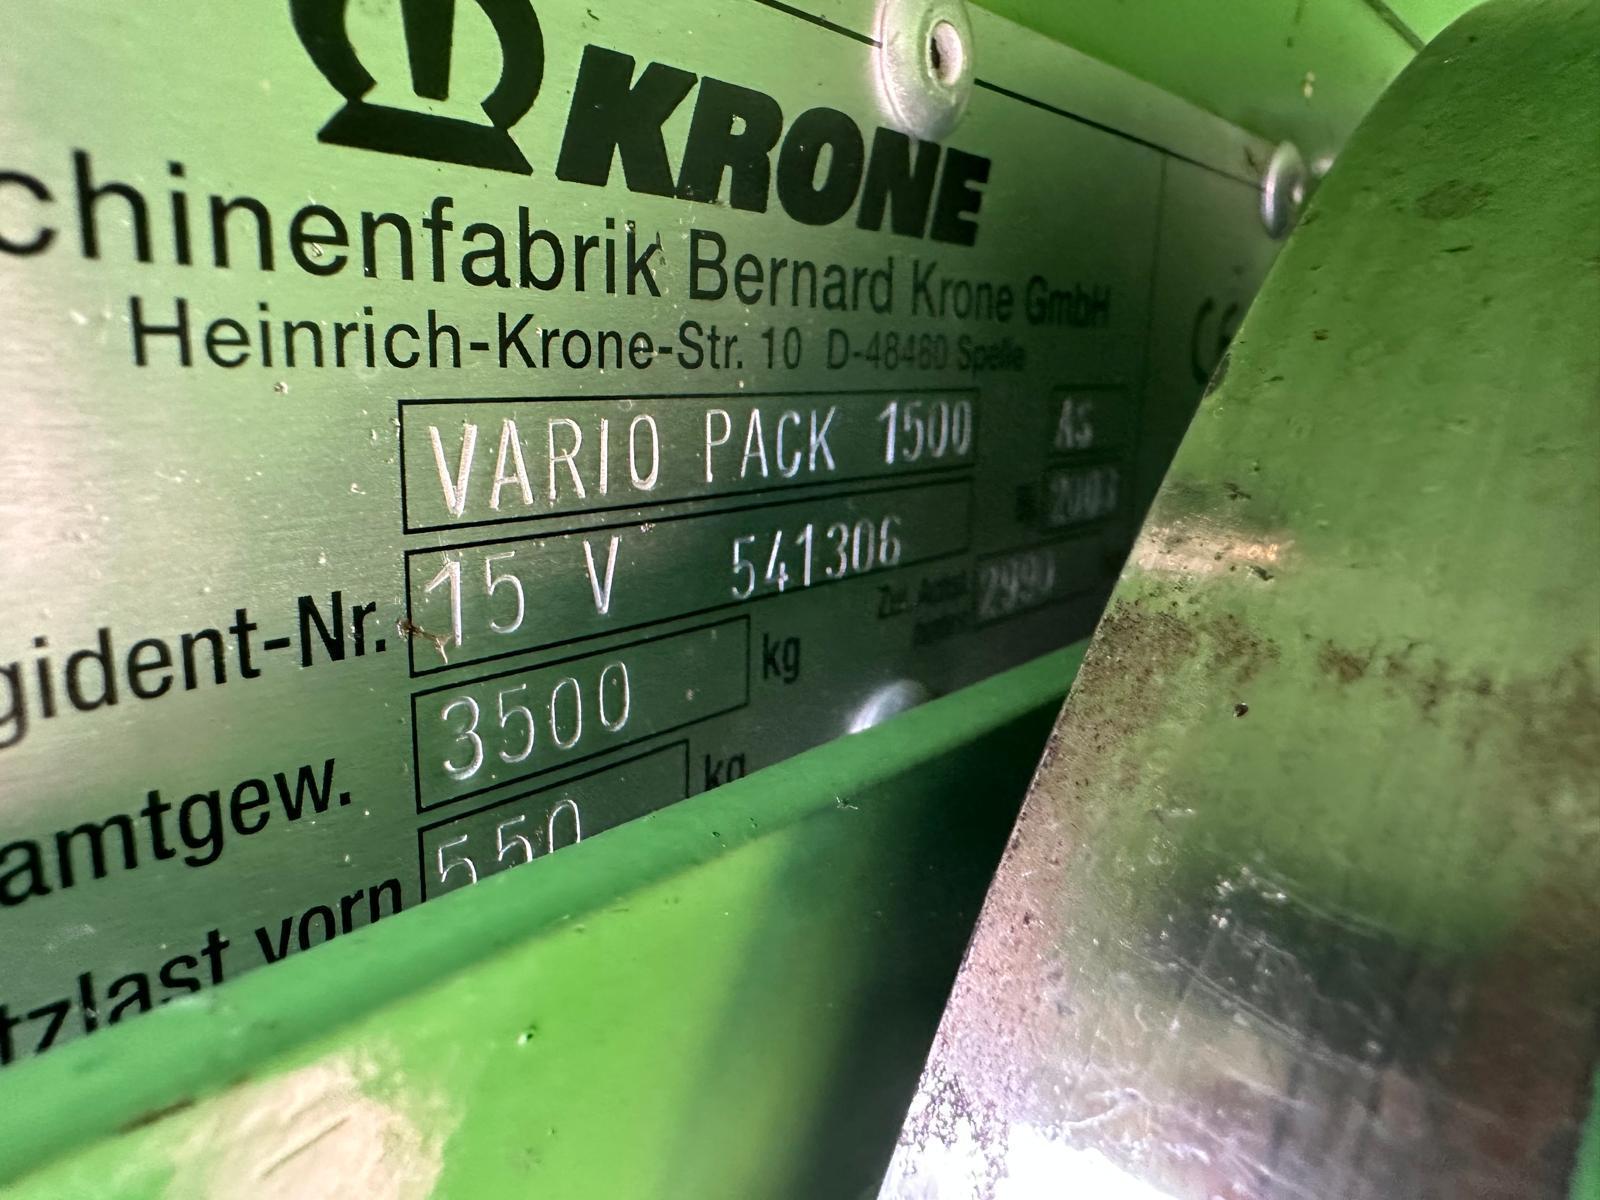 KRONE
chinenfabrik Bernard Krone GmbH
Heinrich-Krone-Str. 10 D-48480 Spelle
VARIO PACK 1500
gident-Nr. 15 V 541306
amtgew. 3500 kg
tzlast vorn 550 kg